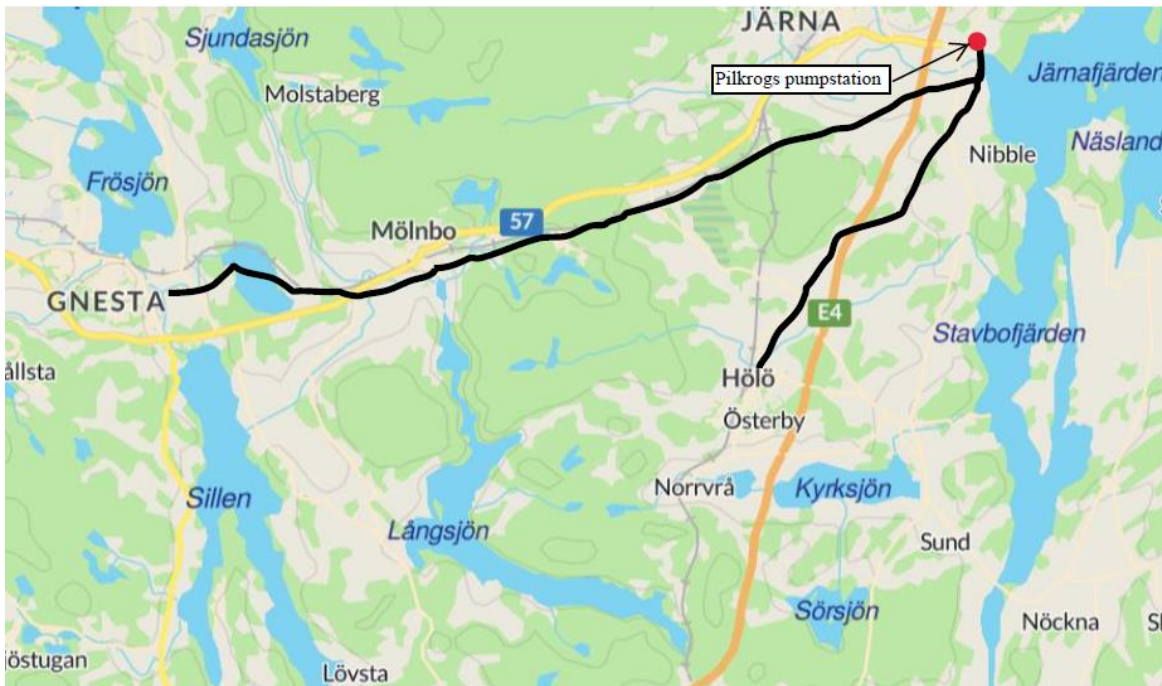 JÄRNA
Sjundasjön
Pilkrogs pumpstation
Järnafjärden
Molstaberg
Näsland
Nibble
Frösjön
57
Mölnbo
GNESTA
E4
Stavbofjärden
ållsta
Hölö
Österby
Sillen
Norrvrå
Kyrksjön
Långsjön
Sund
Sörsjön
Nöckna
jöstugan
Lövsta